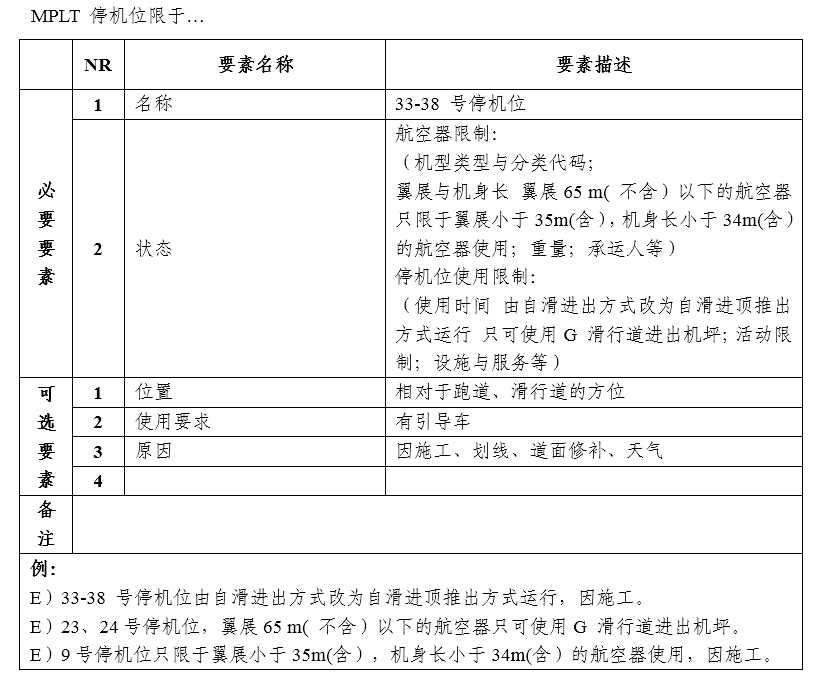 MPLT 停机位限于…
NR 要素名称 要素描述
必要要素
1 名称 33-38 号停机位
2 状态 航空器限制：
（机型类型与分类代码；
翼展与机身长 翼展65 m( 不含）以下的航空器
只限于翼展小于 35m(含），机身长小于 34m(含）
的航空器使用；重量；承运人等）
停机位使用限制：
（使用时间 由自滑进出方式改为自滑进顶推出
方式运行 只可使用 G 滑行道进出机坪；活动限
制；设施与服务等）
可选要素
1 位置 相对于跑道、滑行道的方位
2 使用要求 有引导车
3 原因 因施工、划线、道面修补、天气
4
备注
例：
E）33-38 号停机位由自滑进出方式改为自滑进顶推出方式运行，因施工。
E）23、24 号停机位，翼展 65 m( 不含）以下的航空器只可使用 G 滑行道进出机坪。
E）9 号停机位只限于翼展小于 35m(含），机身长小于 34m(含）的航空器使用，因施工。